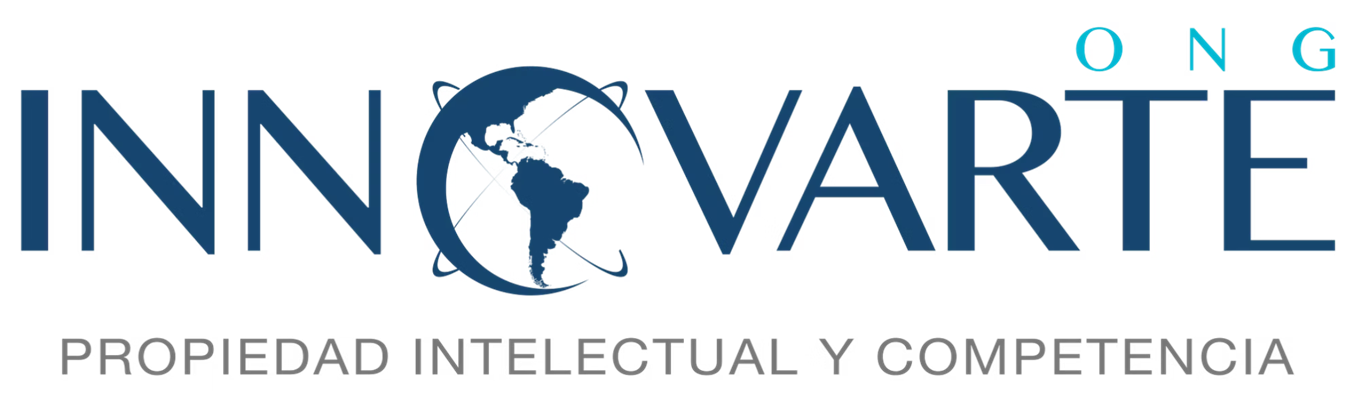 ONG
INNOVARTE
PROPIEDAD INTELECTUAL Y COMPETENCIA